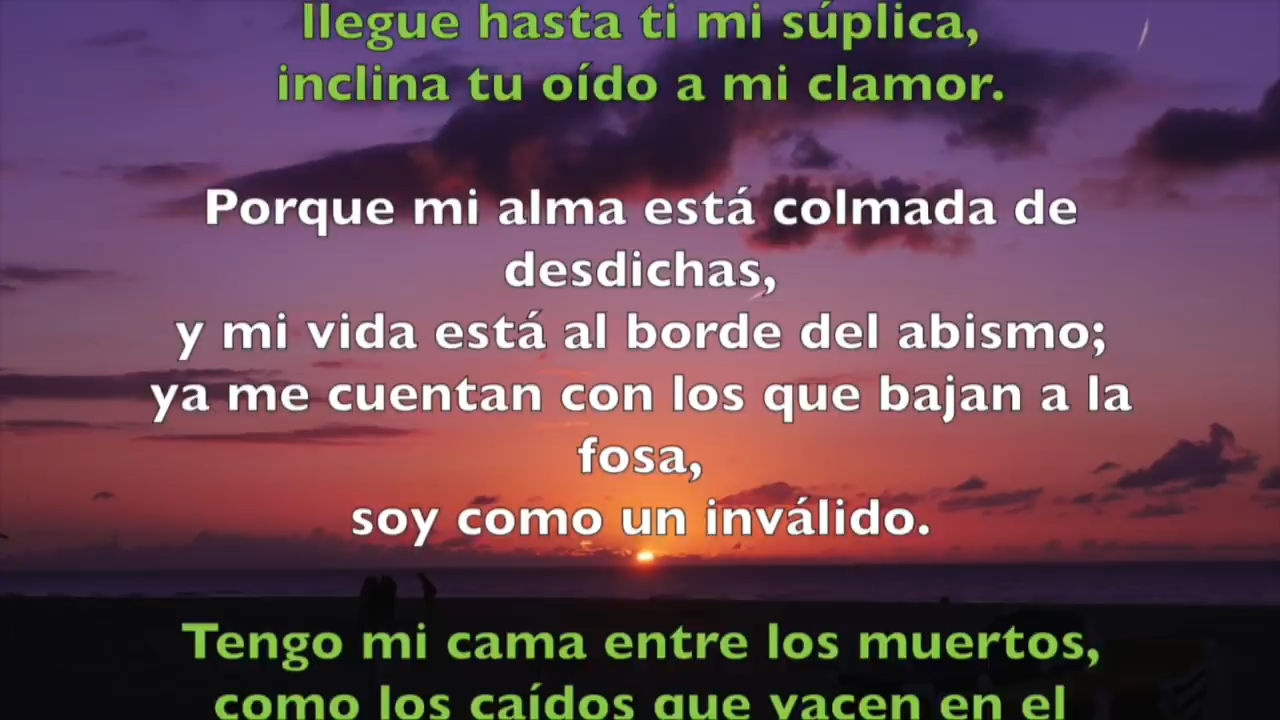 llegue hasta ti mi súplica,
inclina tu oído a mi clamor.
Porque mi alma está colmada de
desdichas,
y mi vida está al borde del abismo;
ya me cuentan con los que bajan a la
fosa,
soy como un inválido.
Tengo mi cama entre los muertos,
como los caídos que yacen en el